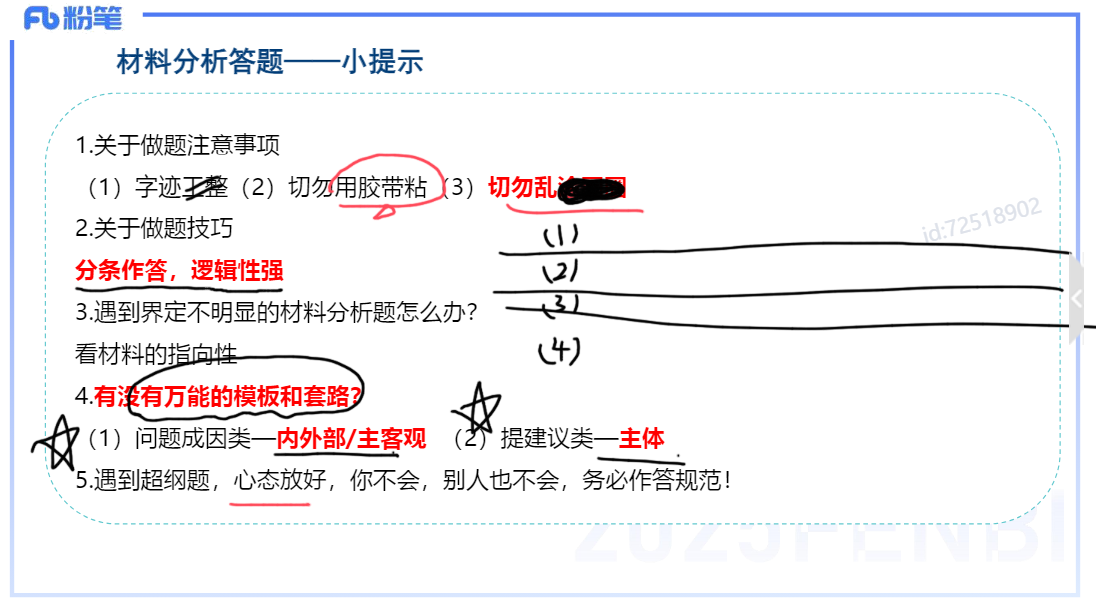 粉笔
材料分析答题——小提示
1.关于做题注意事项
（1）字迹工整（2）切勿用胶带粘（3）切勿乱
id:72518902
2.关于做题技巧
(1)
分条作答，逻辑性强
(2)
3.遇到界定不明显的材料分析题怎么办?
(3)
看材料的指向性
(4)
4.有没有万能的模板和套路?
（1）问题成因类—内外部/主客观 （2）提建议类—主体
5.遇到超纲题，心态放好，你不会，别人也不会，务必作答规范！
2025FENBI